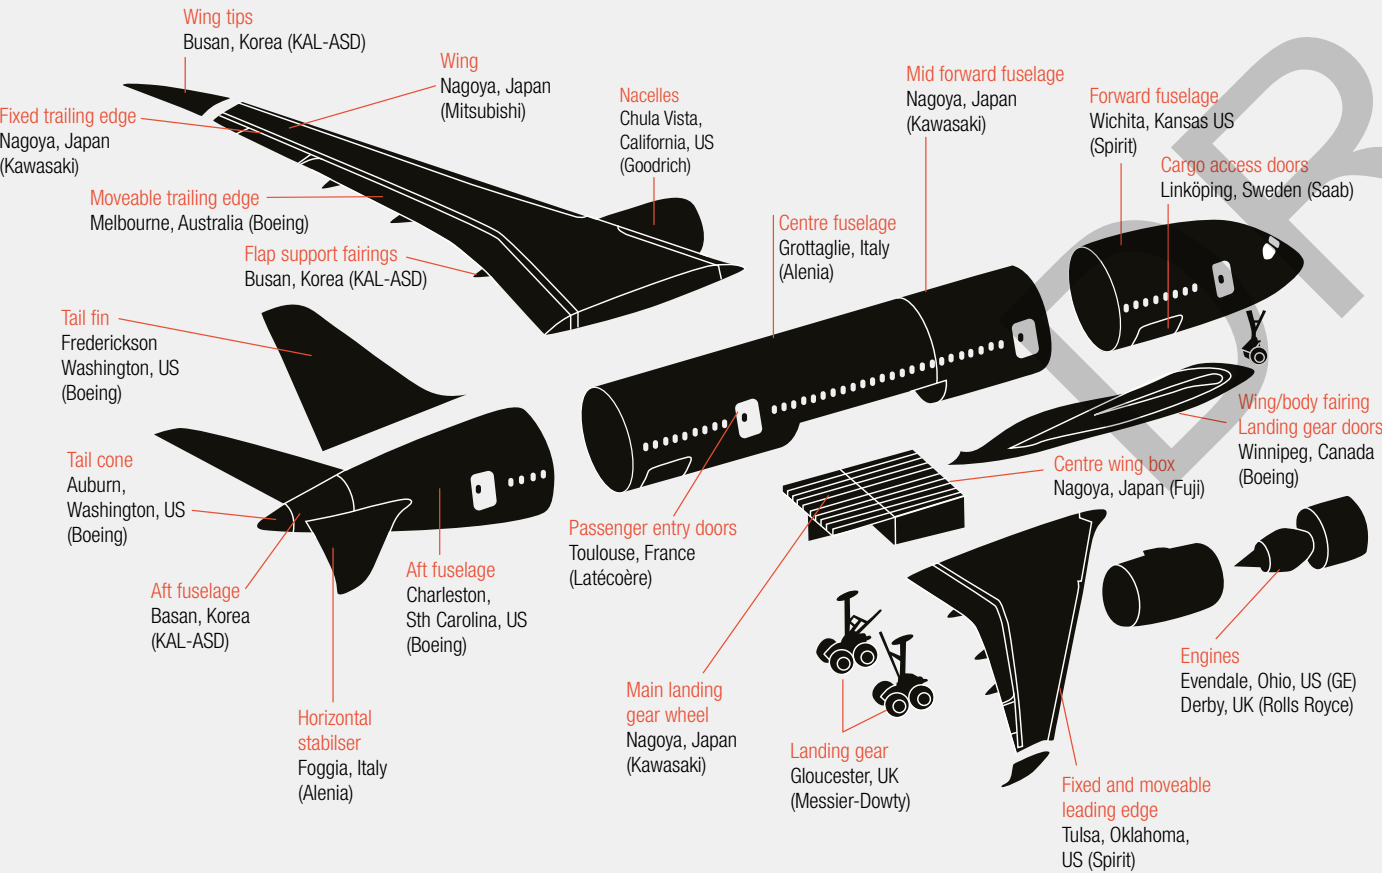 Wing tips
Busan, Korea (KAL-ASD)
Wing
Nagoya, Japan
(Mitsubishi)
Nacelles
Chula Vista,
California, US
(Goodrich)
Mid forward fuselage
Nagoya, Japan
(Kawasaki)
Forward fuselage
Wichita, Kansas US
(Spirit)
Cargo access doors
Linköping, Sweden (Saab)
Fixed trailing edge
Nagoya, Japan
(Kawasaki)
Moveable trailing edge
Melbourne, Australia (Boeing)
Flap support fairings
Busan, Korea (KAL-ASD)
Centre fuselage
Grottaglie, Italy
(Alenia)
Tail fin
Frederickson
Washington, US
(Boeing)
Wing/body fairing
Landing gear doors
Winnipeg, Canada
(Boeing)
Tail cone
Auburn,
Washington, US
(Boeing)
Centre wing box
Nagoya, Japan (Fuji)
Passenger entry doors
Toulouse, France
(Latécoère)
Aft fuselage
Basan, Korea
(KAL-ASD)
Aft fuselage
Charleston,
Sth Carolina, US
(Boeing)
Horizontal
stabilser
Foggia, Italy
(Alenia)
Main landing
gear wheel
Nagoya, Japan
(Kawasaki)
Landing gear
Gloucester, UK
(Messier-Dowty)
Engines
Evendale, Ohio, US (GE)
Derby, UK (Rolls Royce)
Fixed and moveable
leading edge
Tulsa, Oklahoma,
US (Spirit)
DR